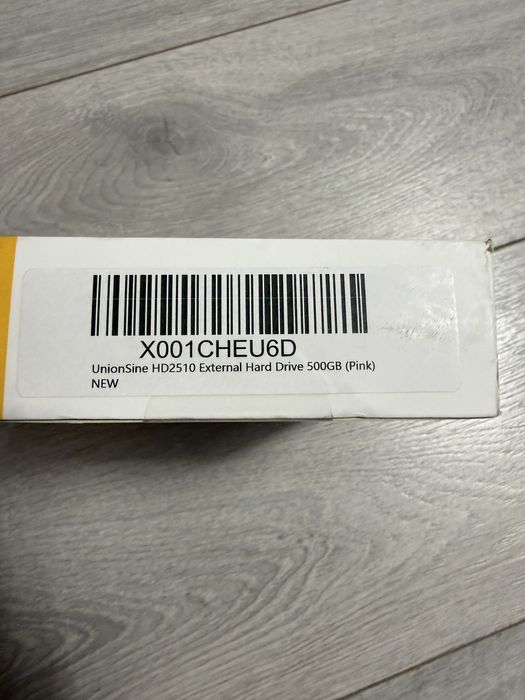 X001CHEU6D
UnionSine HD2510 External Hard Drive 500GB (Pink)
NEW